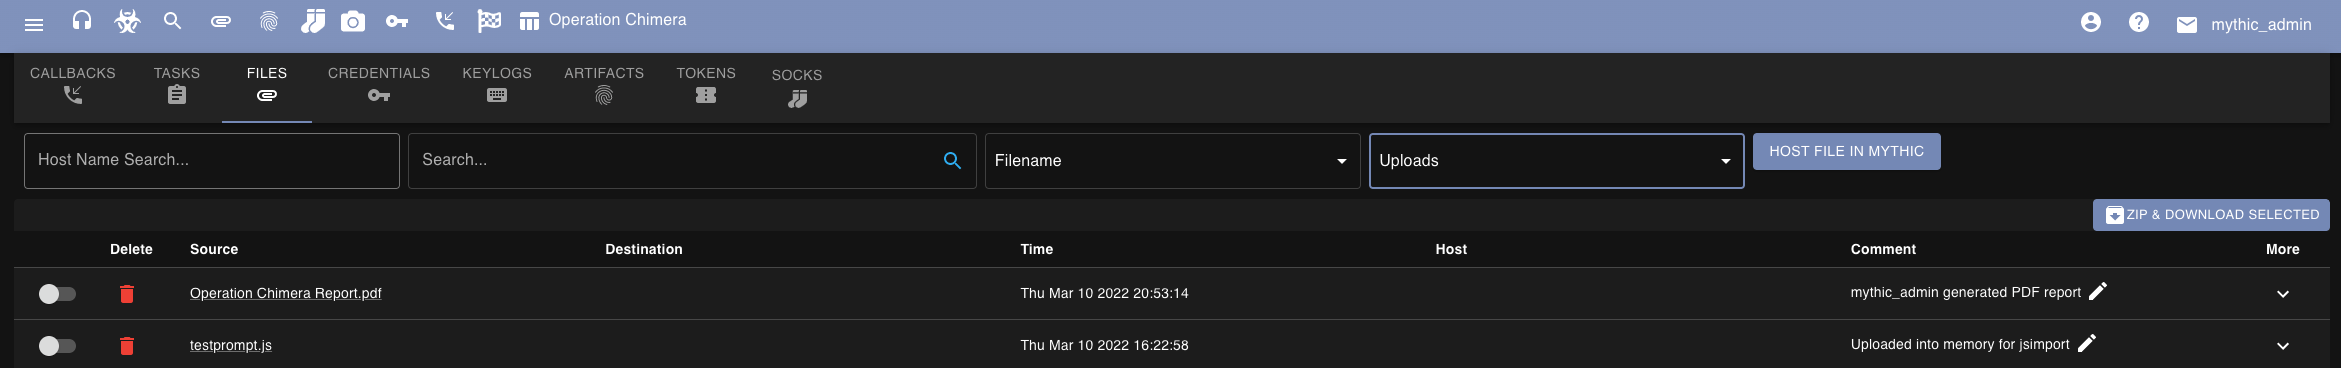 Operation Chimera
mythic_admin
CALLBACKS TASKS FILES CREDENTIALS KEYLOGS ARTIFACTS TOKENS SOCKS
Host Name Search... Search... Filename Uploads HOST FILE IN MYTHIC
ZIP & DOWNLOAD SELECTED
Delete Source Destination Time Host Comment More
Operation Chimera Report.pdf Thu Mar 10 2022 20:53:14 mythic_admin generated PDF report
testprompt.js Thu Mar 10 2022 16:22:58 Uploaded into memory for jsimport